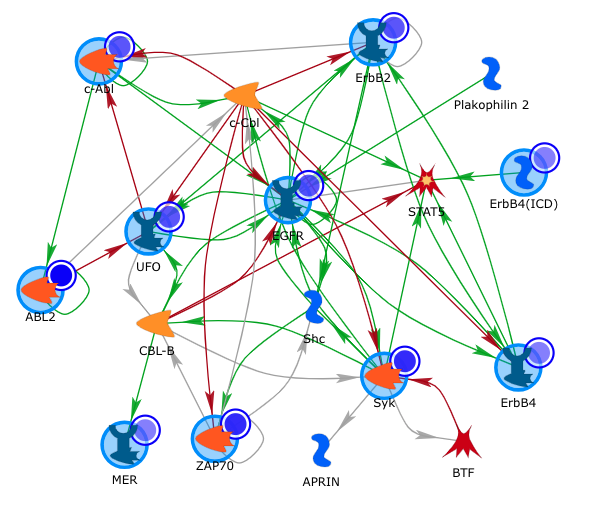 ErbB2
c-Abl
Plakophilin 2
c-Cbl
ErbB4(ICD)
STAT5
EGFR
UFO
ABL2
Shc
CBL-B
Syk
ErbB4
ZAP70
BTF
MER
APRIN